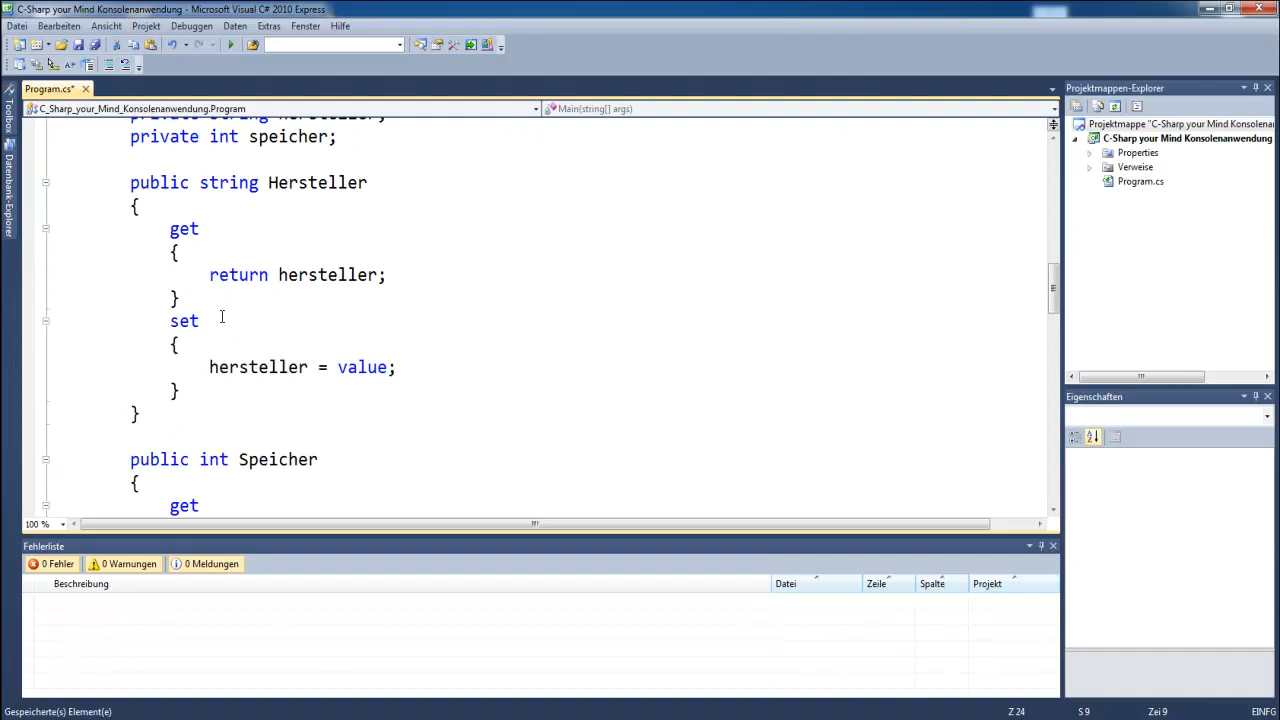 C-Sharp your Mind Konsolenanwendung - Microsoft Visual C# 2010 Express
Datei Bearbeiten Ansicht Projekt Debuggen Daten Extras Fenster Hilfe
Program.cs*
C_Sharp_your_Mind_Konsolenanwendung.Program
Main(string[] args)
private string hersteller;
private int speicher;
public string Hersteller
{
get
{
return hersteller;
}
set
{
hersteller = value;
}
}
public int Speicher
{
get
100 %
Toolbox
Datenbank-Explorer
Projektmappen-Explorer
Projektmappe "C-Sharp your Mind Konsolenan
C-Sharp your Mind Konsolenanwendung
Properties
Verweise
Program.cs
Eigenschaften
Fehlerliste
0 Fehler 0 Warnungen 0 Meldungen
Beschreibung Datei Zeile Spalte Projekt
Gespeicherte(s) Element(e) Z 24 S 9 Zei 9 EINFG